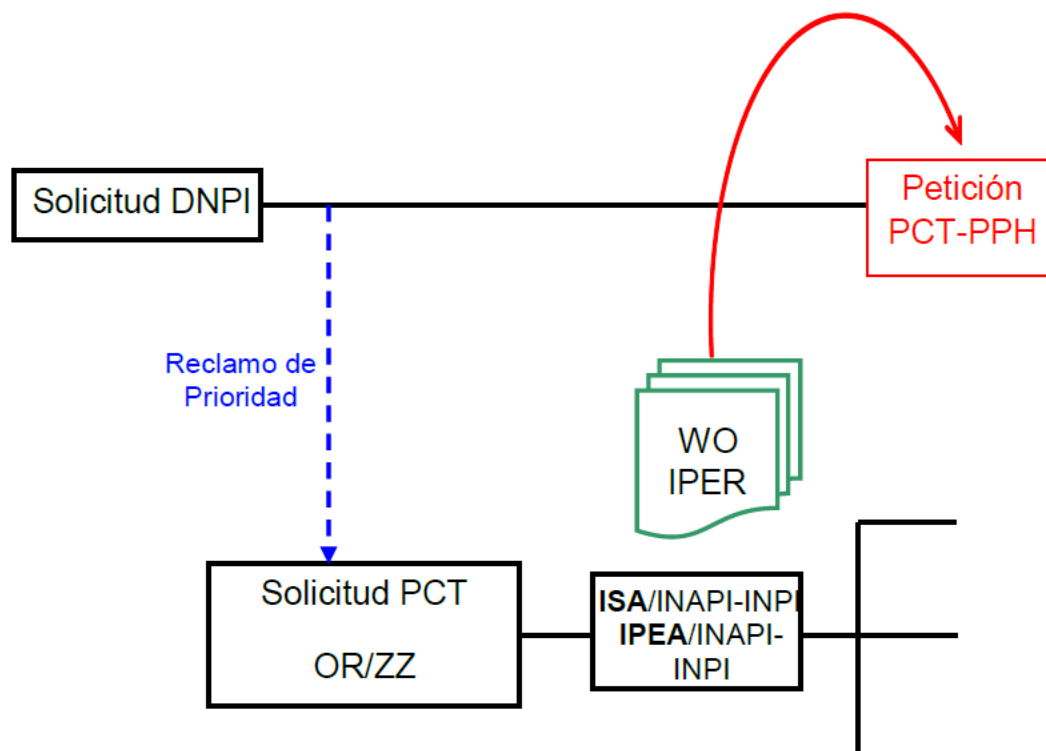 Solicitud DNPI
Petición
PCT-PPH
Reclamo de
Prioridad
WO
IPER
Solicitud PCT
OR/ZZ
ISA/INAPI-INPI
IPEA/INAPI-
INPI